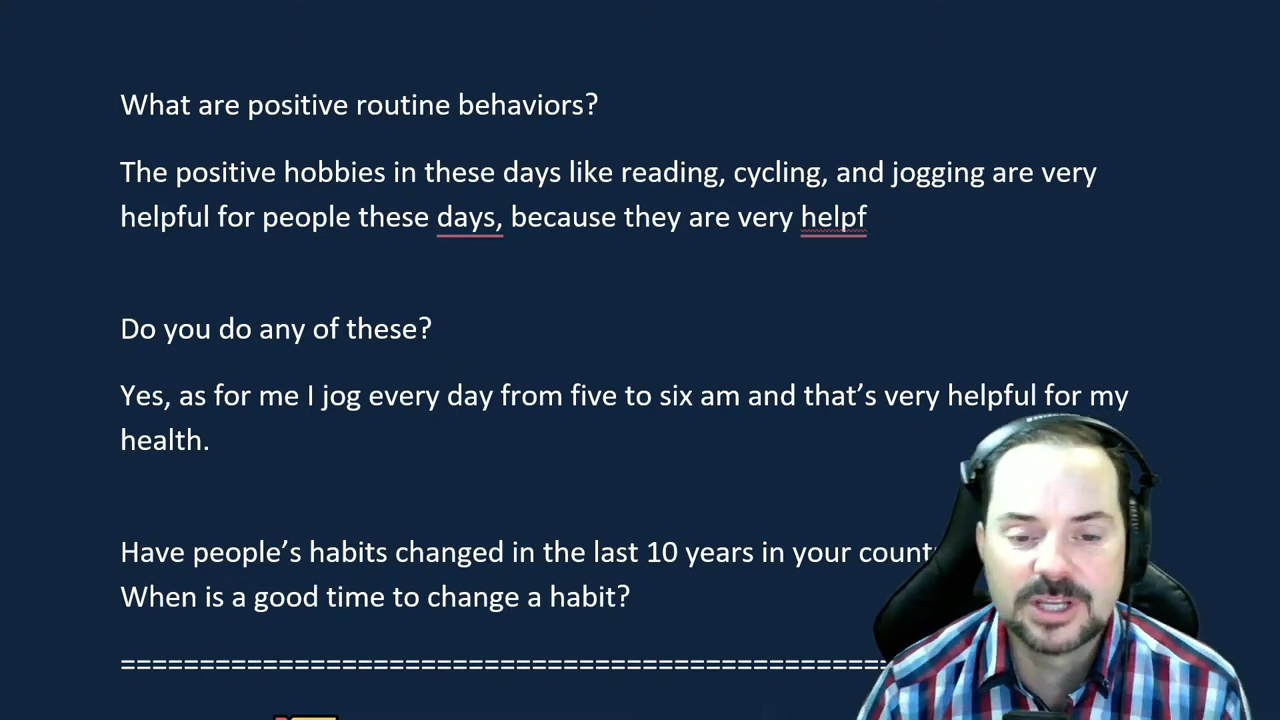 What are positive routine behaviors?
The positive hobbies in these days like reading, cycling, and jogging are very
helpful for people these days, because they are very helpf
Do you do any of these?
Yes, as for me I jog every day from five to six am and that’s very helpful for my
health.
Have people’s habits changed in the last 10 years in your
When is a good time to change a habit?
=================================================